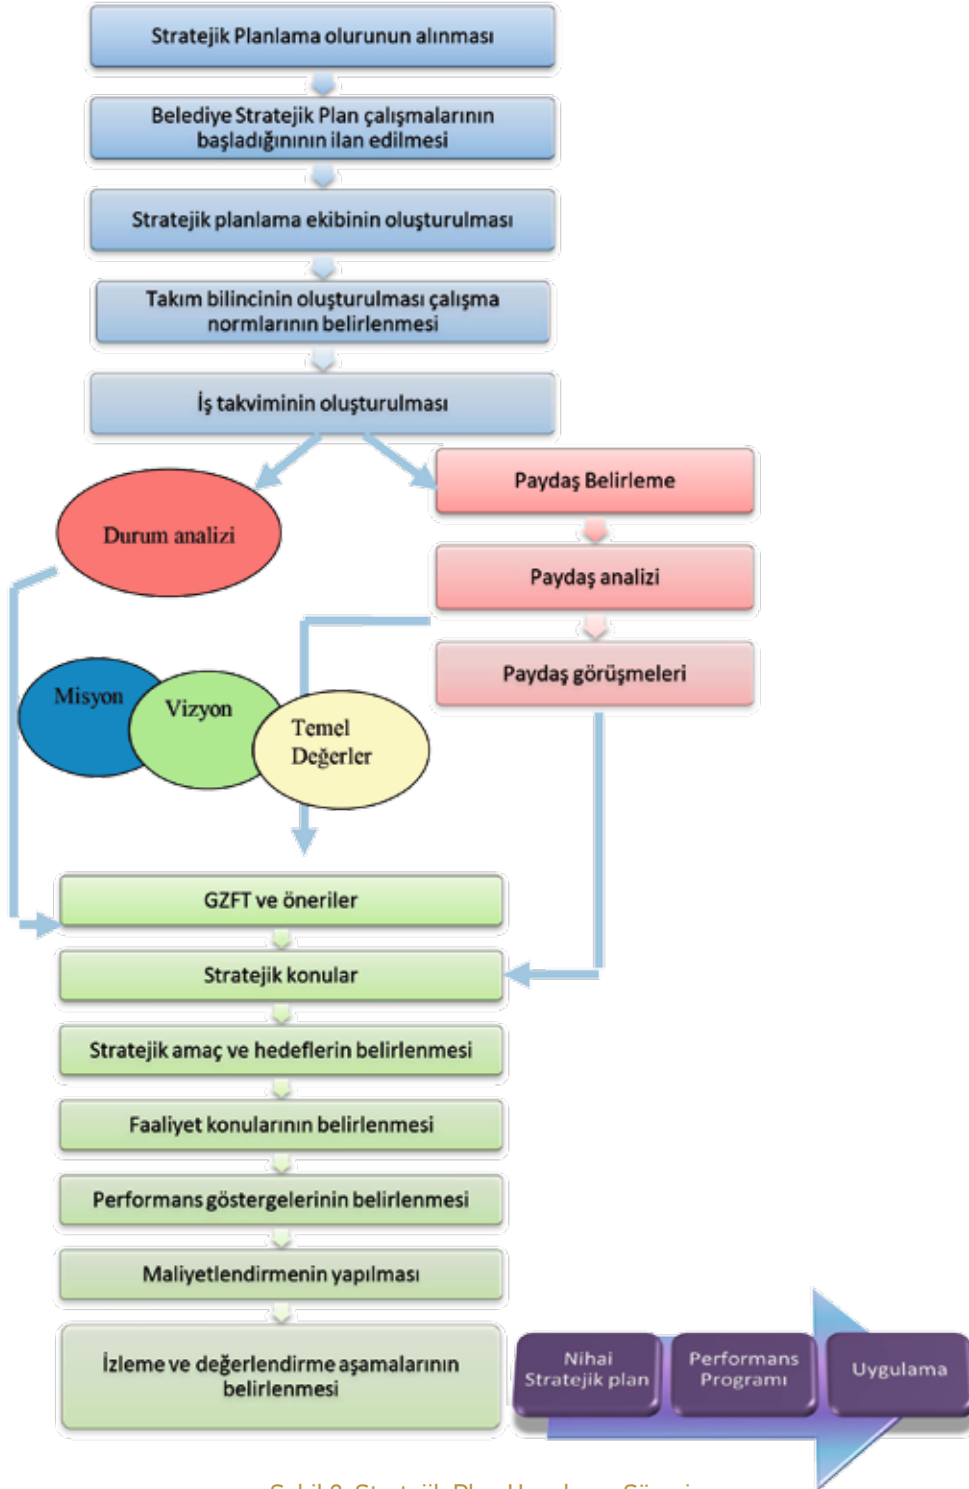 Stratejik Planlama olurunun alınması
Belediye Stratejik Plan çalışmalarının
başladığınının ilan edilmesi
Stratejik planlama ekibinin oluşturulması
Takım bilincinin oluşturulması çalışma
normlarının belirlenmesi
İş takviminin oluşturulması
Paydaş Belirleme
Durum analizi
Paydaş analizi
Paydaş görüşmeleri
Misyon
Vizyon
Temel
Değerler
GZFT ve öneriler
Stratejik konular
Stratejik amaç ve hedeflerin belirlenmesi
Faaliyet konularının belirlenmesi
Performans göstergelerinin belirlenmesi
Maliyetlendirmenin yapılması
İzleme ve değerlendirme aşamalarının
belirlenmesi
Nihai
Stratejik plan
Performans
Programı
Uygulama